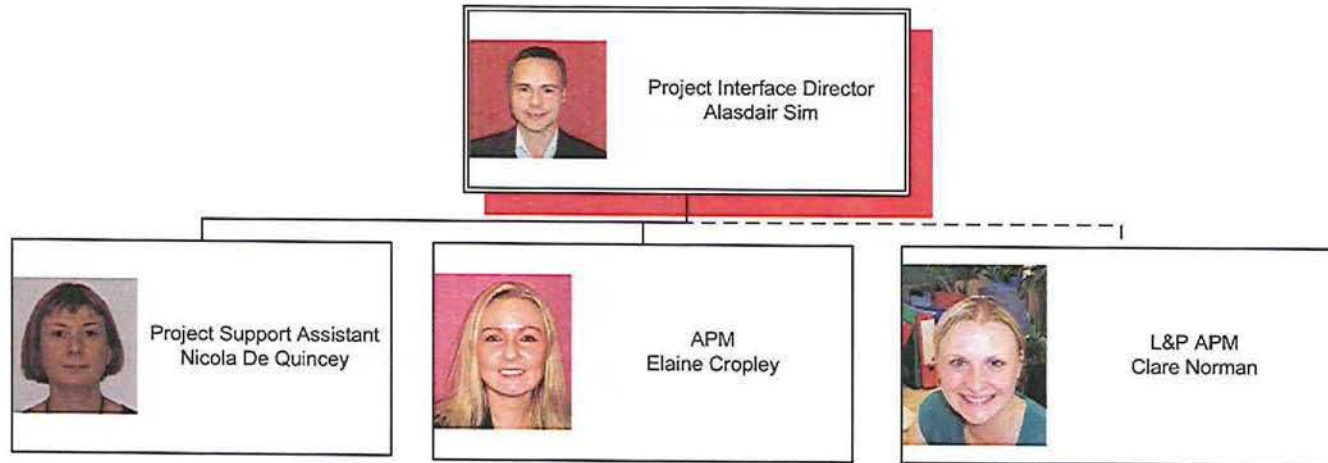 Project Interface Director
Alasdair Sim
Project Support Assistant
Nicola De Quincey
APM
Elaine Cropley
L&P APM
Clare Norman